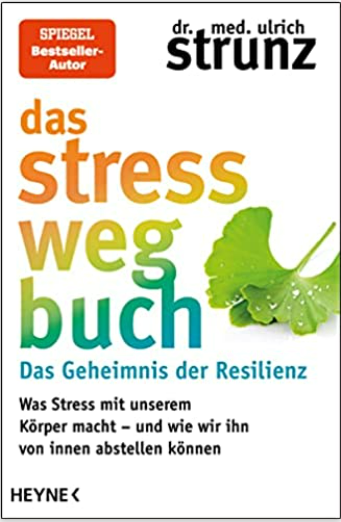 SPIEGEL
Bestseller-
Autor
dr. med. ulrich
strunz
das
stress
weg
buch
Das Geheimnis der Resilienz
Was Stress mit unserem
Körper macht – und wie wir ihn
von innen abstellen können
HEYNE<